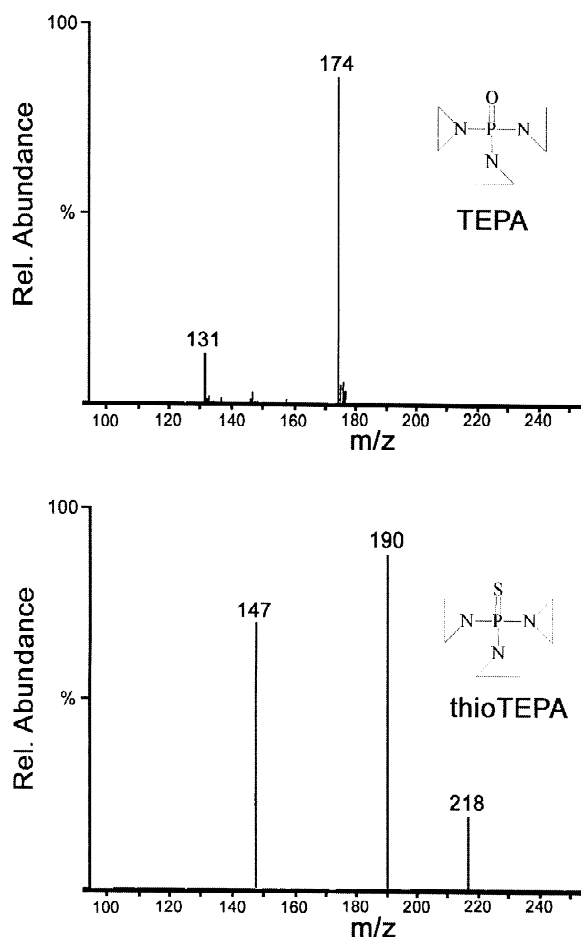 100
174
O
N P N
N
TEPA
%
Rel. Abundance
131
100 120 140 160 180 200 220 240
m/z
100
190
S
147
N P N
N
thioTEPA
%
Rel. Abundance
218
100 120 140 160 180 200 220 240
m/z